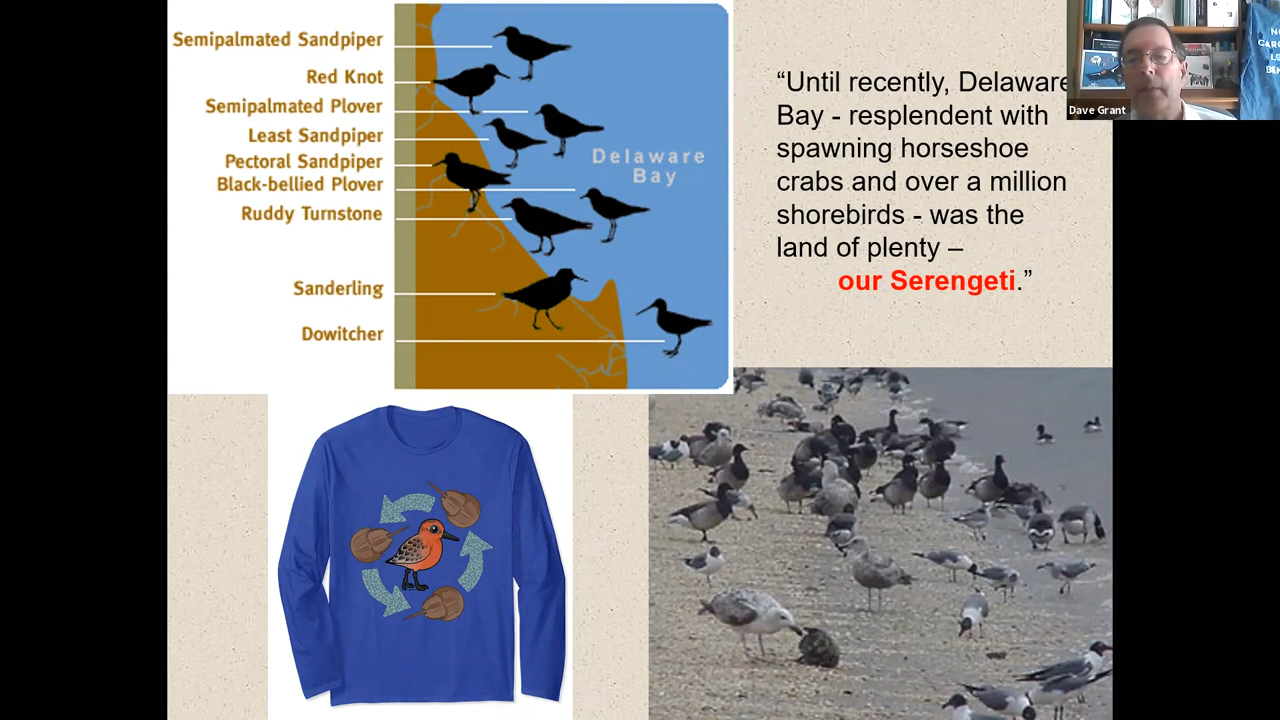 Semipalmated Sandpiper
Red Knot
Semipalmated Plover
Least Sandpiper
Pectoral Sandpiper
Black-bellied Plover
Ruddy Turnstone
Sanderling
Dowitcher
Delaware
Bay
“Until recently, Delaware
Bay - resplendent with
spawning horseshoe
crabs and over a million
shorebirds - was the
land of plenty –
our Serengeti.”
Dave Grant